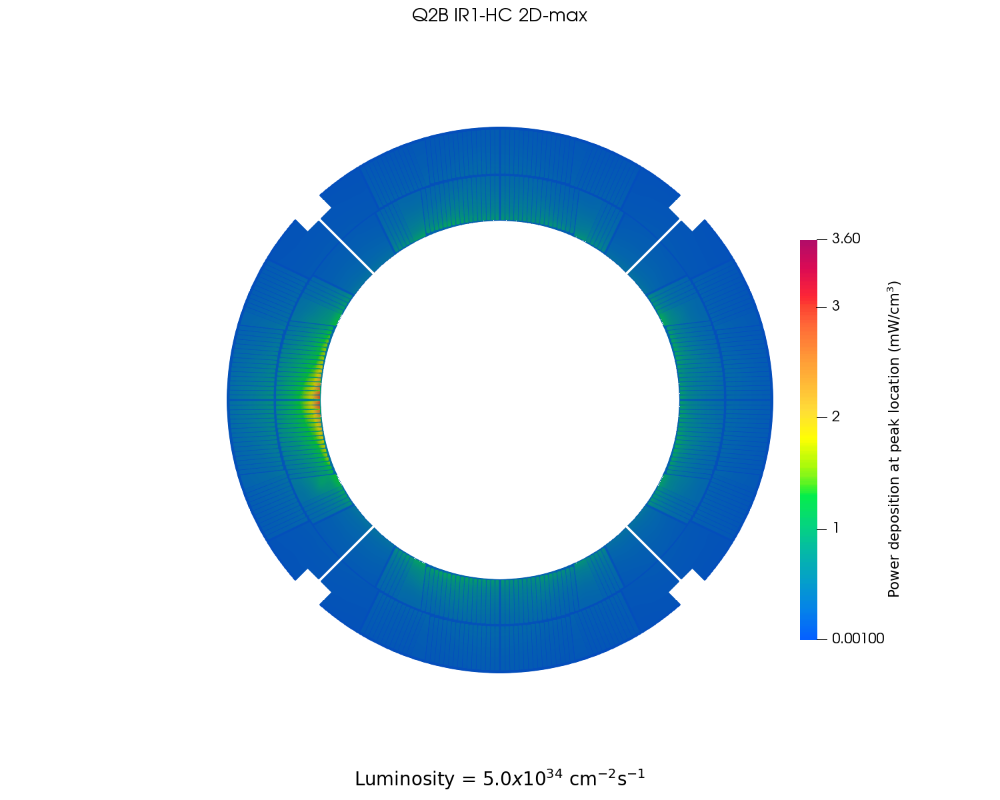 Q2B IR1-HC 2D-max
3.60
3
2
1
0.00100
Power deposition at peak location (mW/cm³)
Luminosity = 5.0x10³⁴ cm⁻²s⁻¹